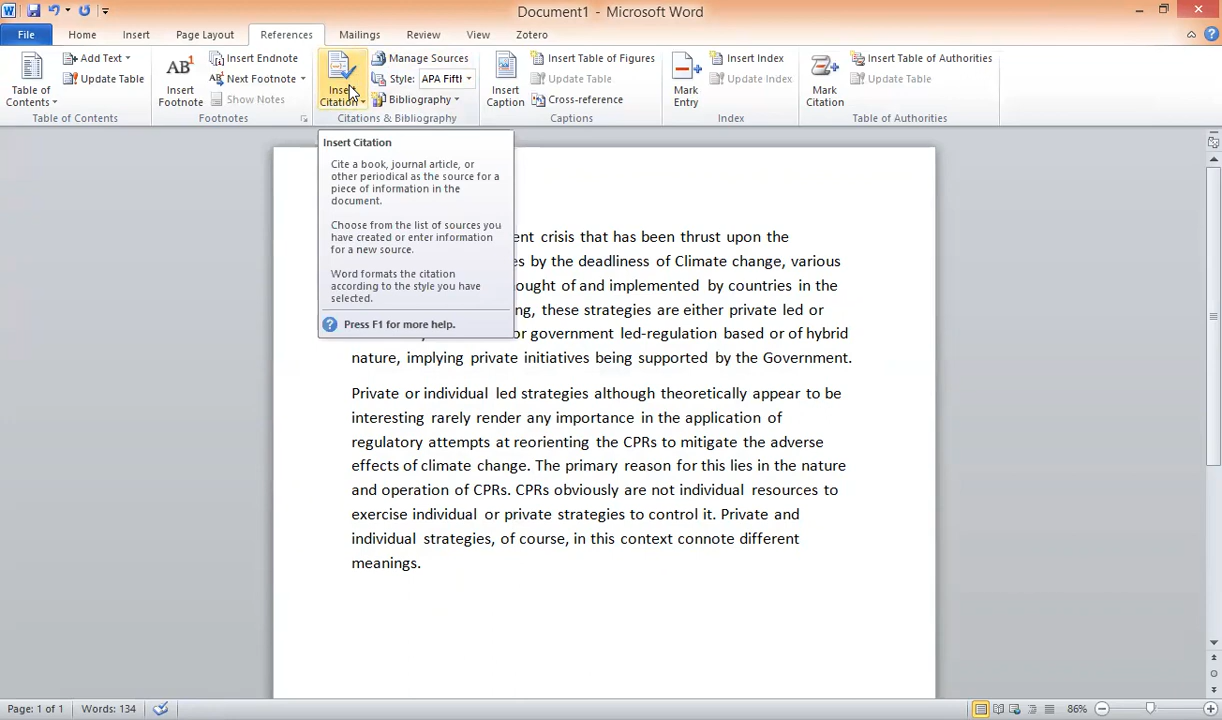 Document1 - Microsoft Word
File Home Insert Page Layout References Mailings Review View Zotero
Table of Contents
Add Text
Update Table
Table of Contents
AB1
Insert Footnote
Insert Endnote
Next Footnote
Show Notes
Footnotes
Insert Citation
Manage Sources
Style: APA Fifth
Bibliography
Citations & Bibliography
Insert Caption
Insert Table of Figures
Update Table
Cross-reference
Captions
Mark Entry
Insert Index
Update Index
Index
Mark Citation
Insert Table of Authorities
Update Table
Table of Authorities
Insert Citation
Cite a book, journal article, or
other periodical as the source for a
piece of information in the
document.
Choose from the list of sources you
have created or enter information
for a new source.
Word formats the citation
according to the style you have
selected.
Press F1 for more help.
ent crisis that has been thrust upon the
es by the deadliness of Climate change, various
ought of and implemented by countries in the
ng, these strategies are either private led or
or government led-regulation based or of hybrid
nature, implying private initiatives being supported by the Government.
Private or individual led strategies although theoretically appear to be
interesting rarely render any importance in the application of
regulatory attempts at reorienting the CPRs to mitigate the adverse
effects of climate change. The primary reason for this lies in the nature
and operation of CPRs. CPRs obviously are not individual resources to
exercise individual or private strategies to control it. Private and
individual strategies, of course, in this context connote different
meanings.
Page: 1 of 1 Words: 134 86%